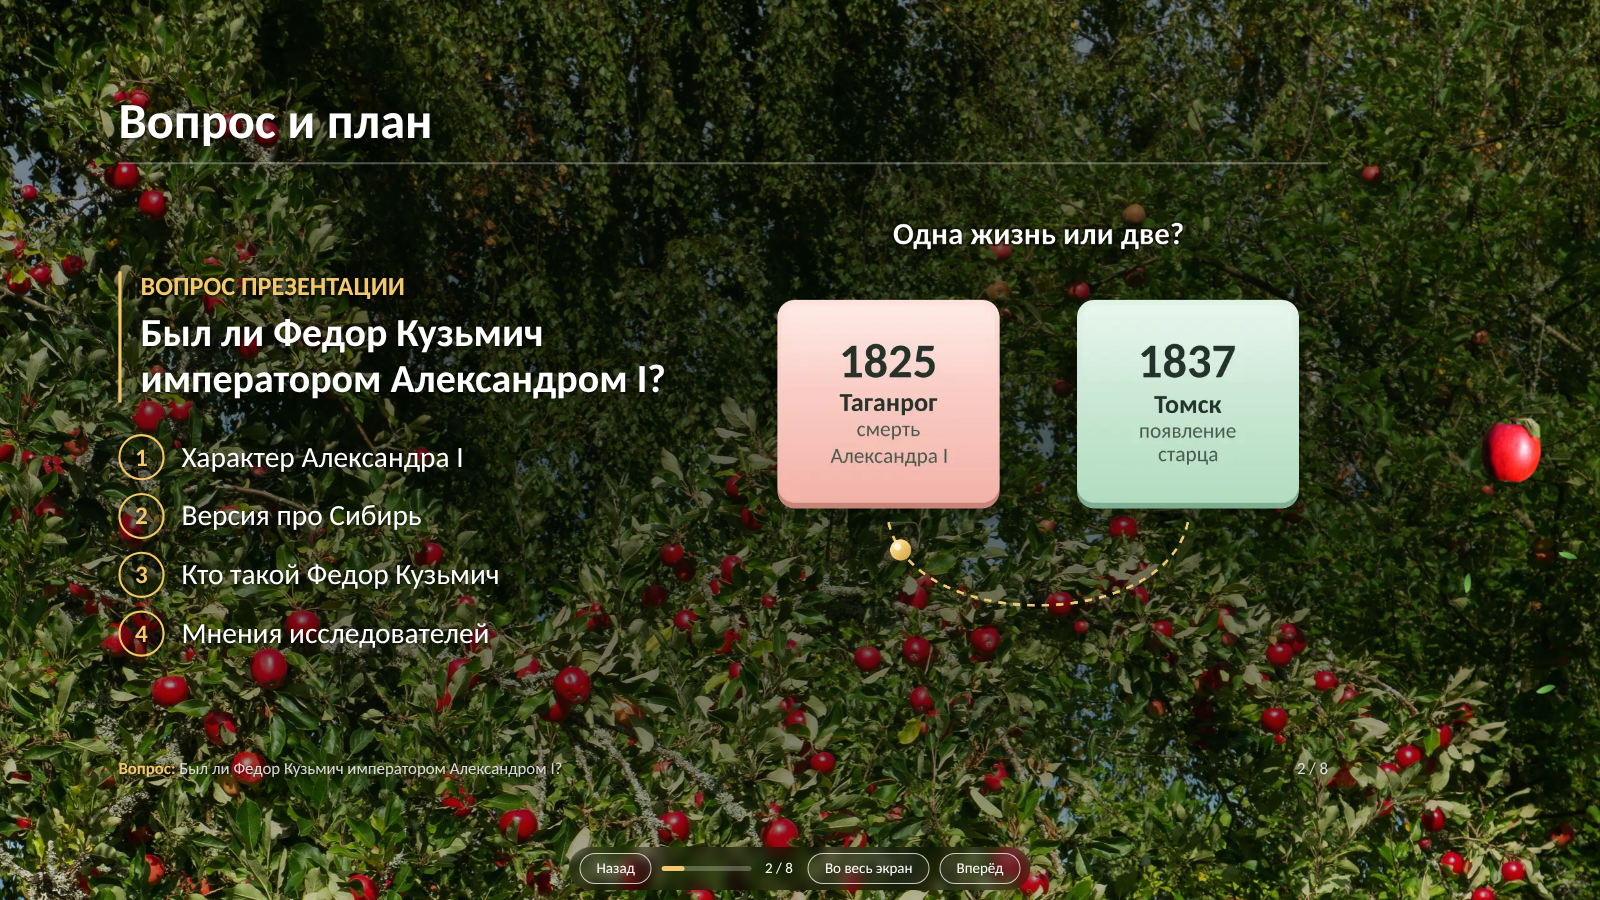 Вопрос и план
ВОПРОС ПРЕЗЕНТАЦИИ
Был ли Федор Кузьмич
императором Александром I?
1 Характер Александра I
2 Версия про Сибирь
3 Кто такой Федор Кузьмич
4 Мнения исследователей
Одна жизнь или две?
1825
Таганрог
смерть
Александра I
1837
Томск
появление
старца
Вопрос: Был ли Федор Кузьмич императором Александром I?
2 / 8
Назад
2 / 8
Во весь экран
Вперёд